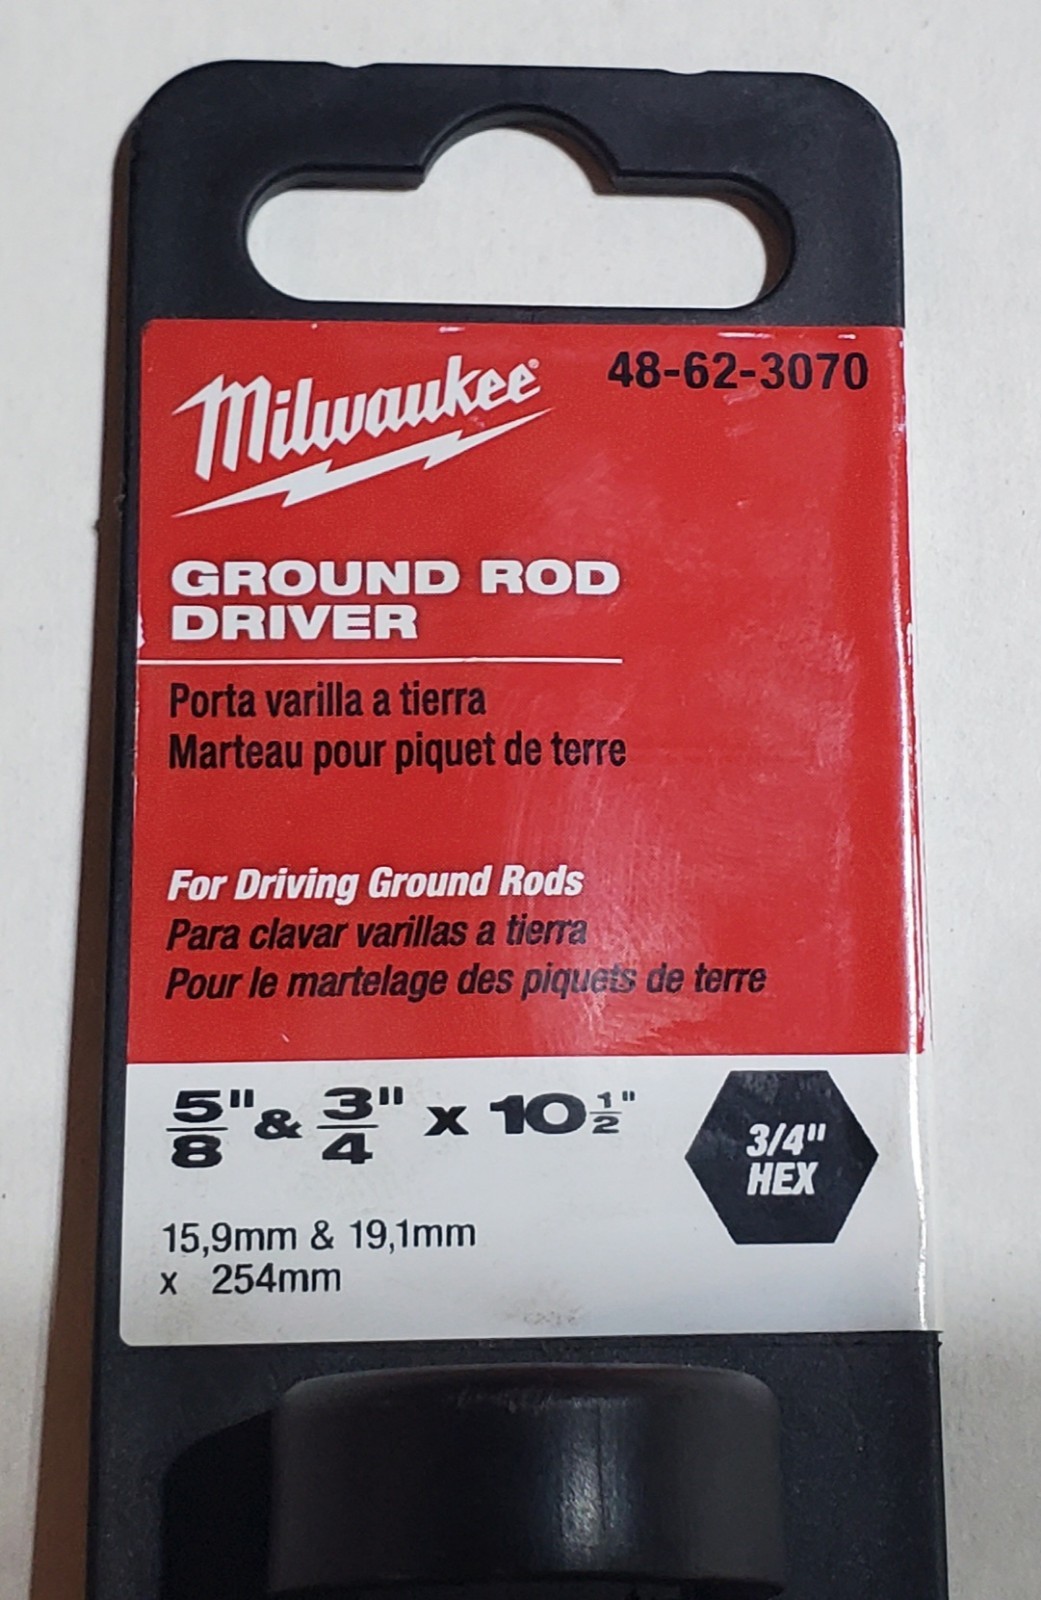 Milwaukee®
48-62-3070
GROUND ROD
DRIVER
Porta varilla a tierra
Marteau pour piquet de terre
For Driving Ground Rods
Para clavar varillas a tierra
Pour le martelage des piquets de terre
5/8" & 3/4" x 10 1/2"
3/4"
HEX
15,9mm & 19,1mm
x 254mm